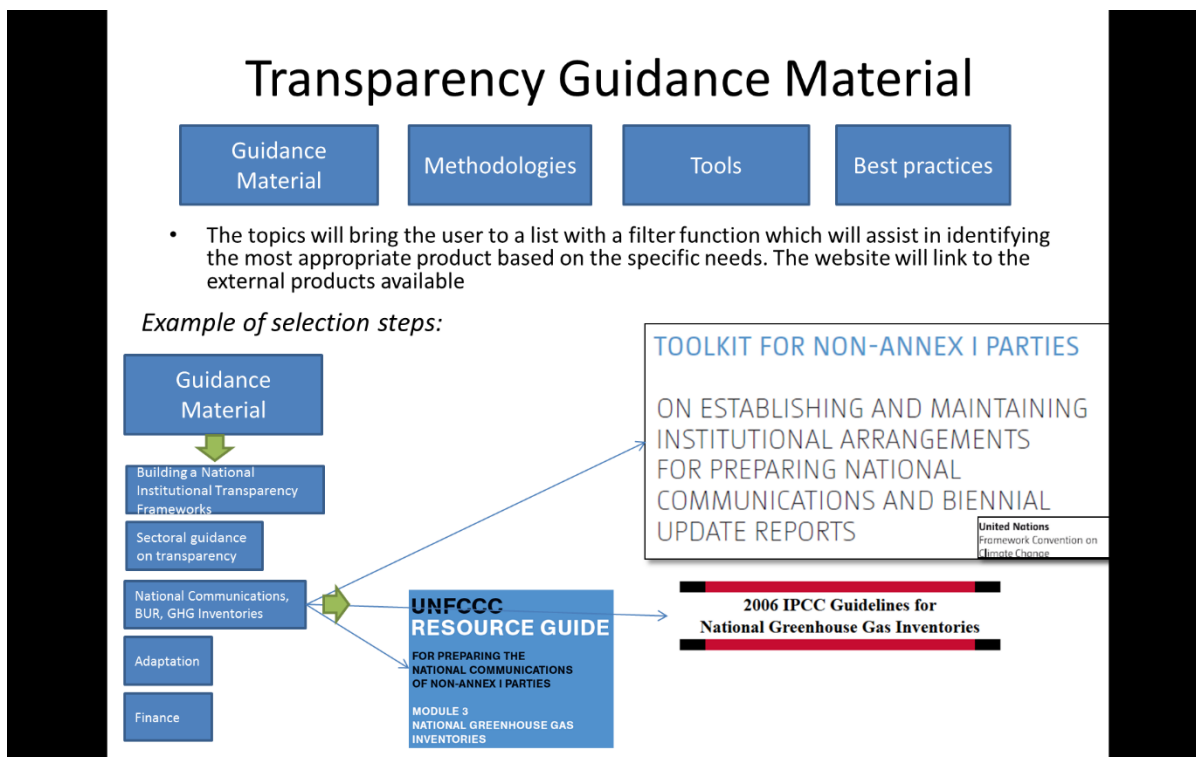 Transparency Guidance Material
Guidance
Material
Methodologies
Tools
Best practices
• The topics will bring the user to a list with a filter function which will assist in identifying
the most appropriate product based on the specific needs. The website will link to the
external products available
Example of selection steps:
Guidance
Material
Building a National
Institutional Transparency
Frameworks
Sectoral guidance
on transparency
National Communications,
BUR, GHG Inventories
Adaptation
Finance
TOOLKIT FOR NON-ANNEX I PARTIES
ON ESTABLISHING AND MAINTAINING
INSTITUTIONAL ARRANGEMENTS
FOR PREPARING NATIONAL
COMMUNICATIONS AND BIENNIAL
UPDATE REPORTS
United Nations
Framework Convention on
Climate Change
UNFCCC
RESOURCE GUIDE
FOR PREPARING THE
NATIONAL COMMUNICATIONS
OF NON-ANNEX I PARTIES
MODULE 3
NATIONAL GREENHOUSE GAS
INVENTORIES
2006 IPCC Guidelines for
National Greenhouse Gas Inventories